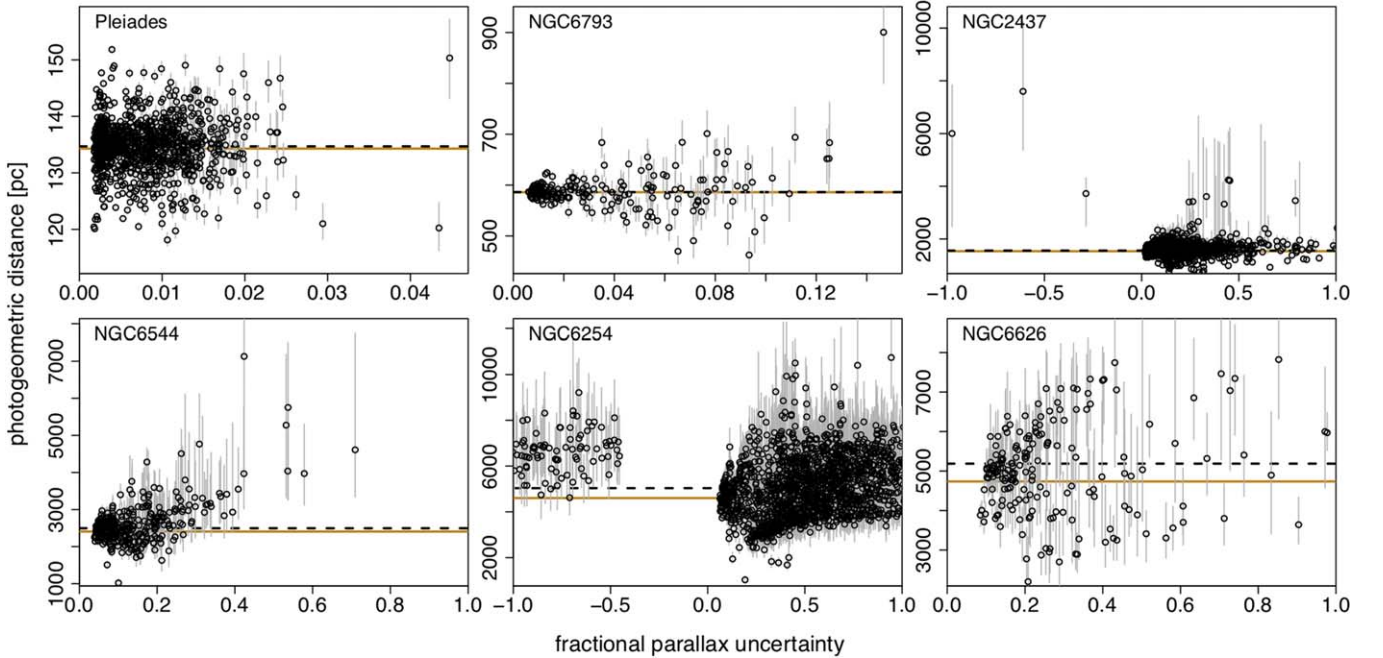 Pleiades
NGC6793
NGC2437
150
140
130
120
900
700
500
10000
6000
2000
0.00 0.01 0.02 0.03 0.04
0.00 0.04 0.08 0.12
−1.0 −0.5 0.0 0.5 1.0
photogeometric distance [pc]
NGC6544
NGC6254
NGC6626
7000
5000
3000
1000
10000
6000
2000
7000
5000
3000
0.0 0.2 0.4 0.6 0.8 1.0
−1.0 −0.5 0.0 0.5 1.0
0.0 0.2 0.4 0.6 0.8 1.0
fractional parallax uncertainty